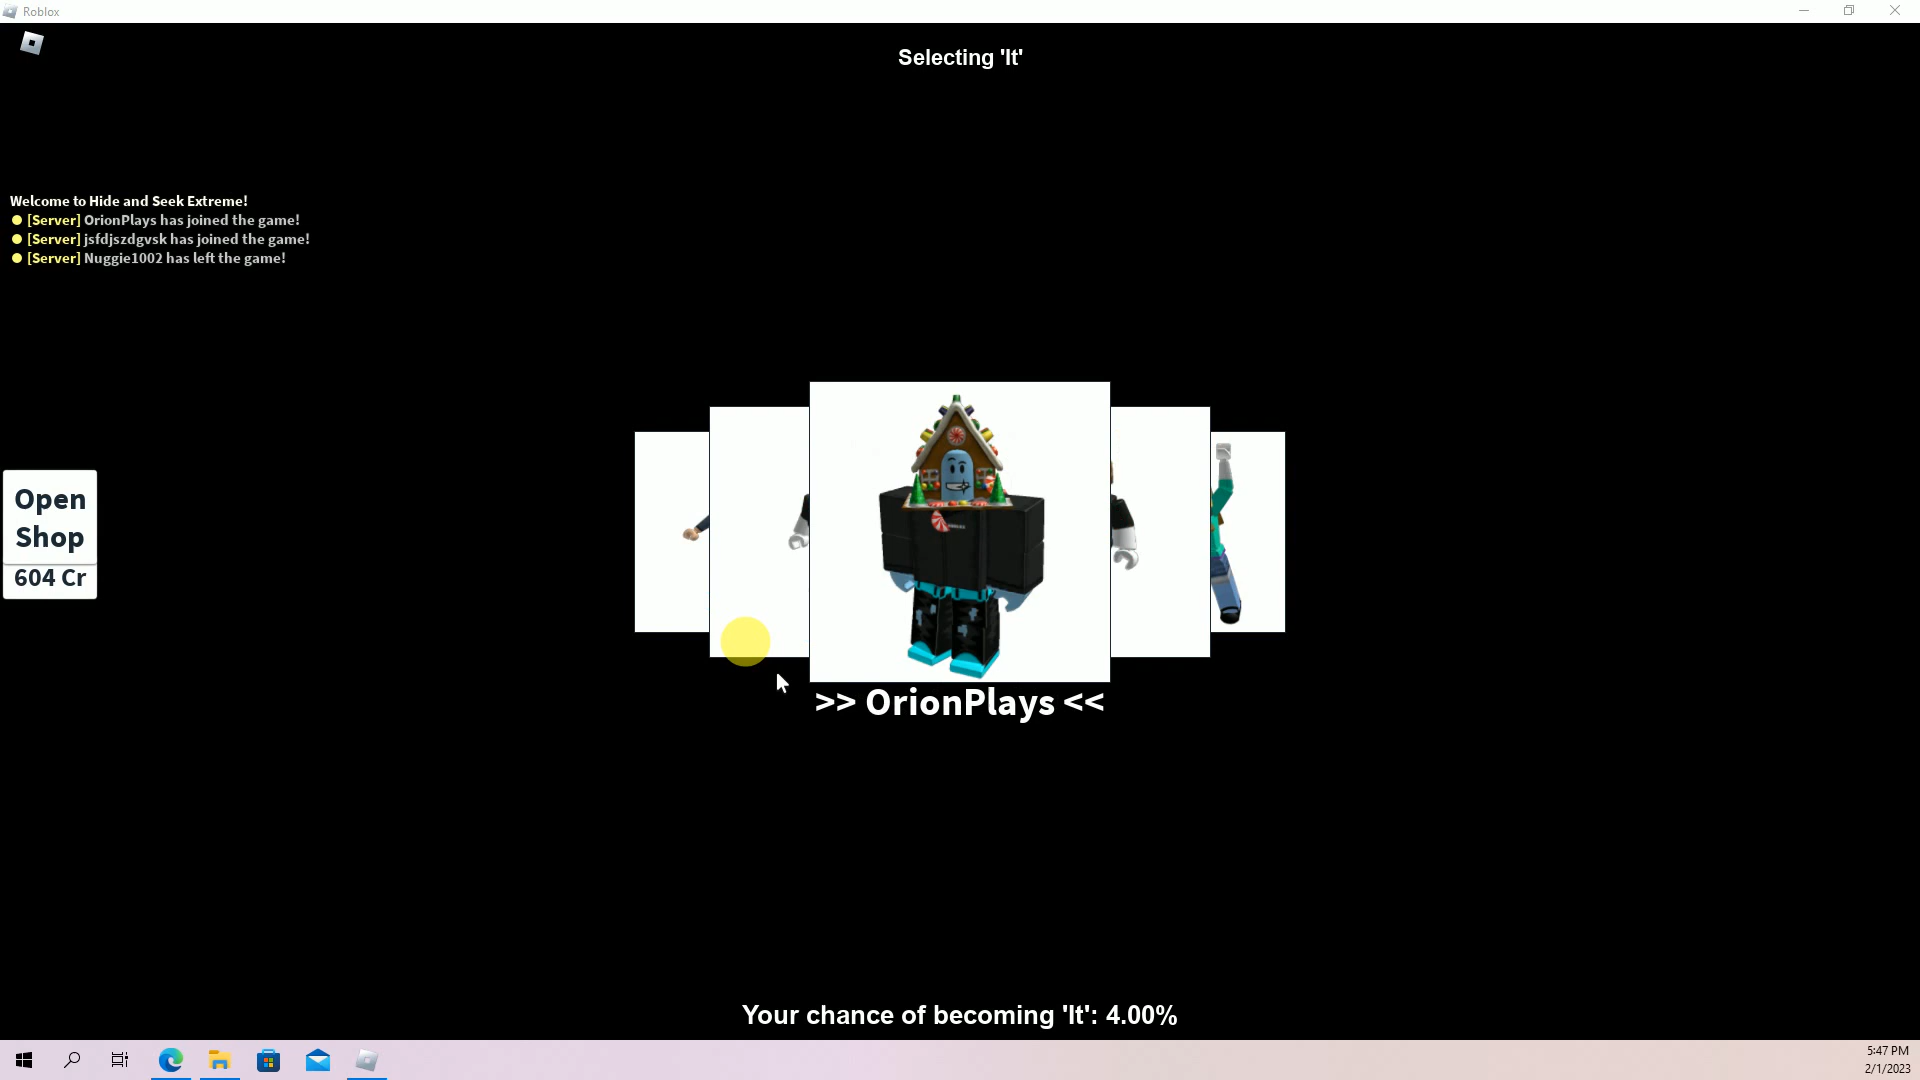 Roblox
Selecting 'It'
Welcome to Hide and Seek Extreme!
[Server] OrionPlays has joined the game!
[Server] jsfdjszdgvsk has joined the game!
[Server] Nuggie1002 has left the game!
Open
Shop
604 Cr
>> OrionPlays <<
Your chance of becoming 'It': 4.00%
5:47 PM
2/1/2023